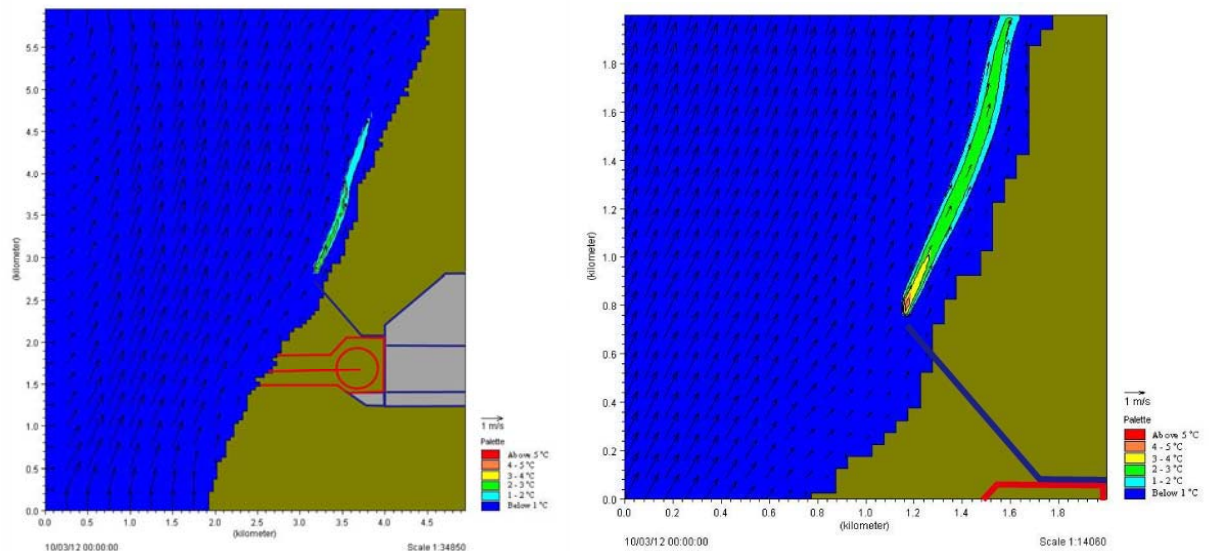 5.5
5.0
4.5
4.0
3.5
3.0
(kilometer)
2.5
2.0
1.5
1.0
0.5
0.0
0.0 0.5 1.0 1.5 2.0 2.5 3.0 3.5 4.0 4.5
(kilometer)
10/03/12 00:00:00
Scale 1:34850
1 m/s
Palette
Above 5 °C
4 - 5 °C
3 - 4 °C
2 - 3 °C
1 - 2 °C
Below 1 °C
1.8
1.6
1.4
1.2
(kilometer)
1.0
0.8
0.6
0.4
0.2
0.0
0.0 0.2 0.4 0.6 0.8 1.0 1.2 1.4 1.6 1.8
(kilometer)
10/03/12 00:00:00
Scale 1:14060
1 m/s
Palette
Above 5 °C
4 - 5 °C
3 - 4 °C
2 - 3 °C
1 - 2 °C
Below 1 °C